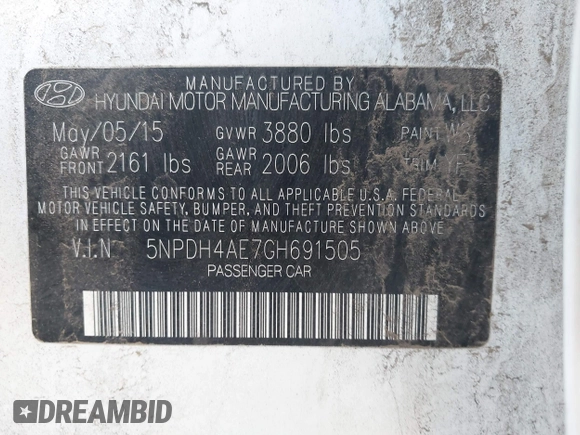 MANUFACTURED BY
HYUNDAI MOTOR MANUFACTURING ALABAMA, LLC
May/05/15 GVWR 3880 lbs PAINT
GAWR FRONT 2161 lbs GAWR REAR 2006 lbs TRIM
THIS VEHICLE CONFORMS TO ALL APPLICABLE U.S.A. FEDERAL
MOTOR VEHICLE SAFETY, BUMPER, AND THEFT PREVENTION
STANDARDS IN EFFECT ON THE DATE OF MANUFACTURE SHOWN ABOVE.
V.I.N 5NPDH4AE7GH691505
PASSENGER CAR
DREAMBID